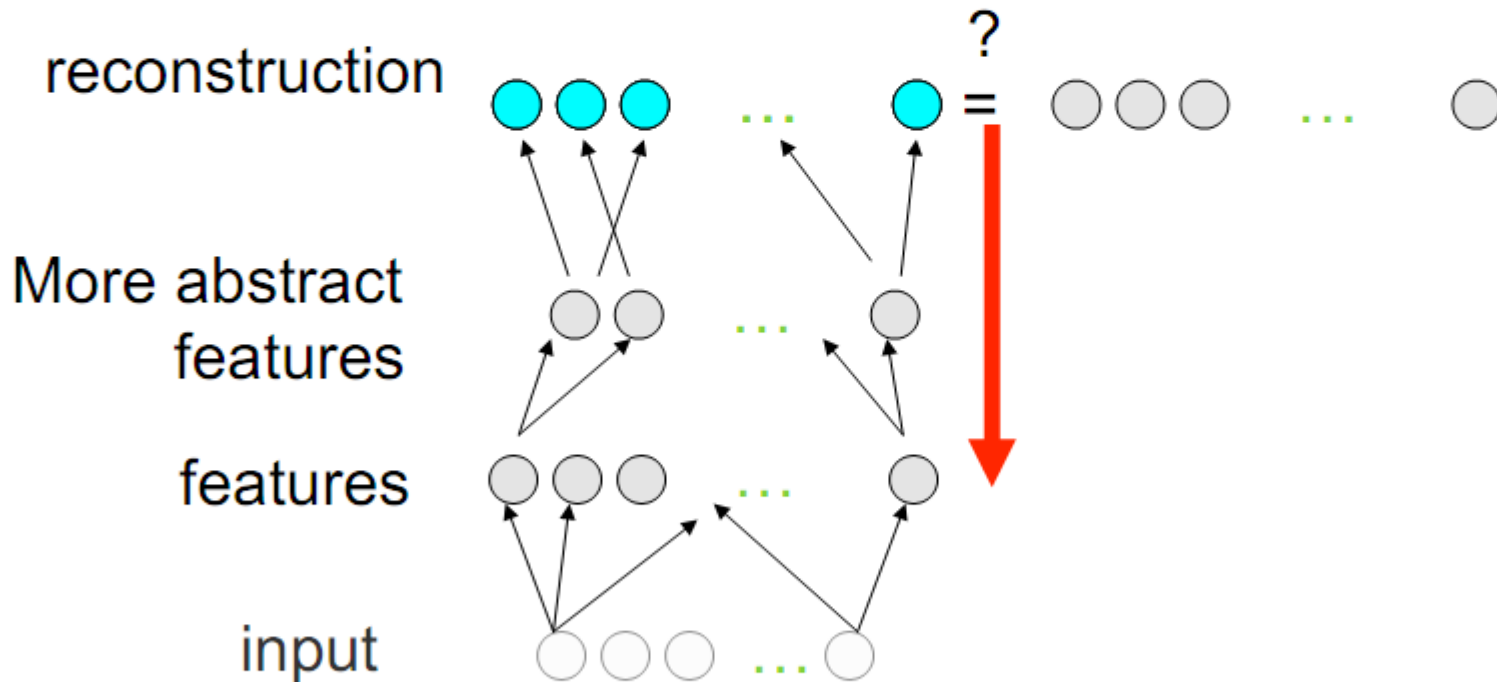 ?
reconstruction ... = ...
More abstract
features ...
features ...
input ...